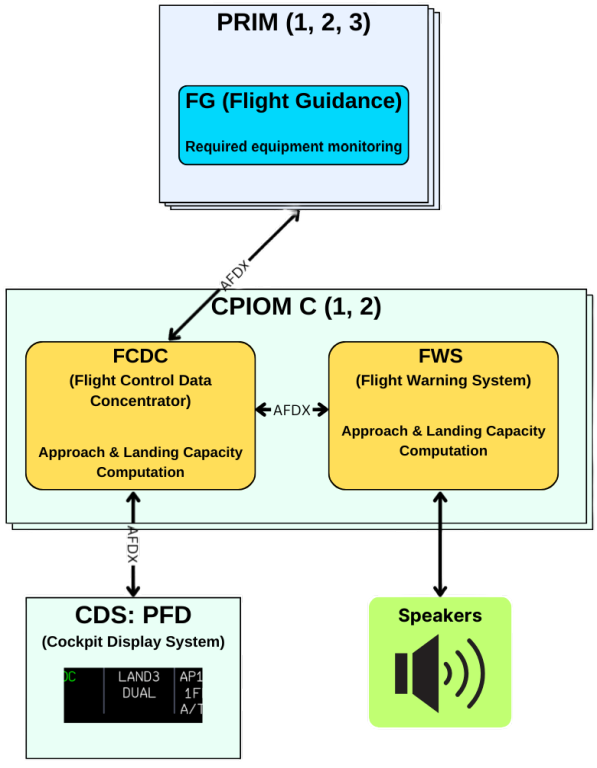 PRIM (1, 2, 3)
FG (Flight Guidance)
Required equipment monitoring
AFDX
CPIOM C (1, 2)
FCDC
(Flight Control Data
Concentrator)
Approach & Landing Capacity
Computation
AFDX
FWS
(Flight Warning System)
Approach & Landing Capacity
Computation
AFDX
CDS: PFD
(Cockpit Display System)
DC
LAND3
DUAL
AP1
1F
A/T
Speakers